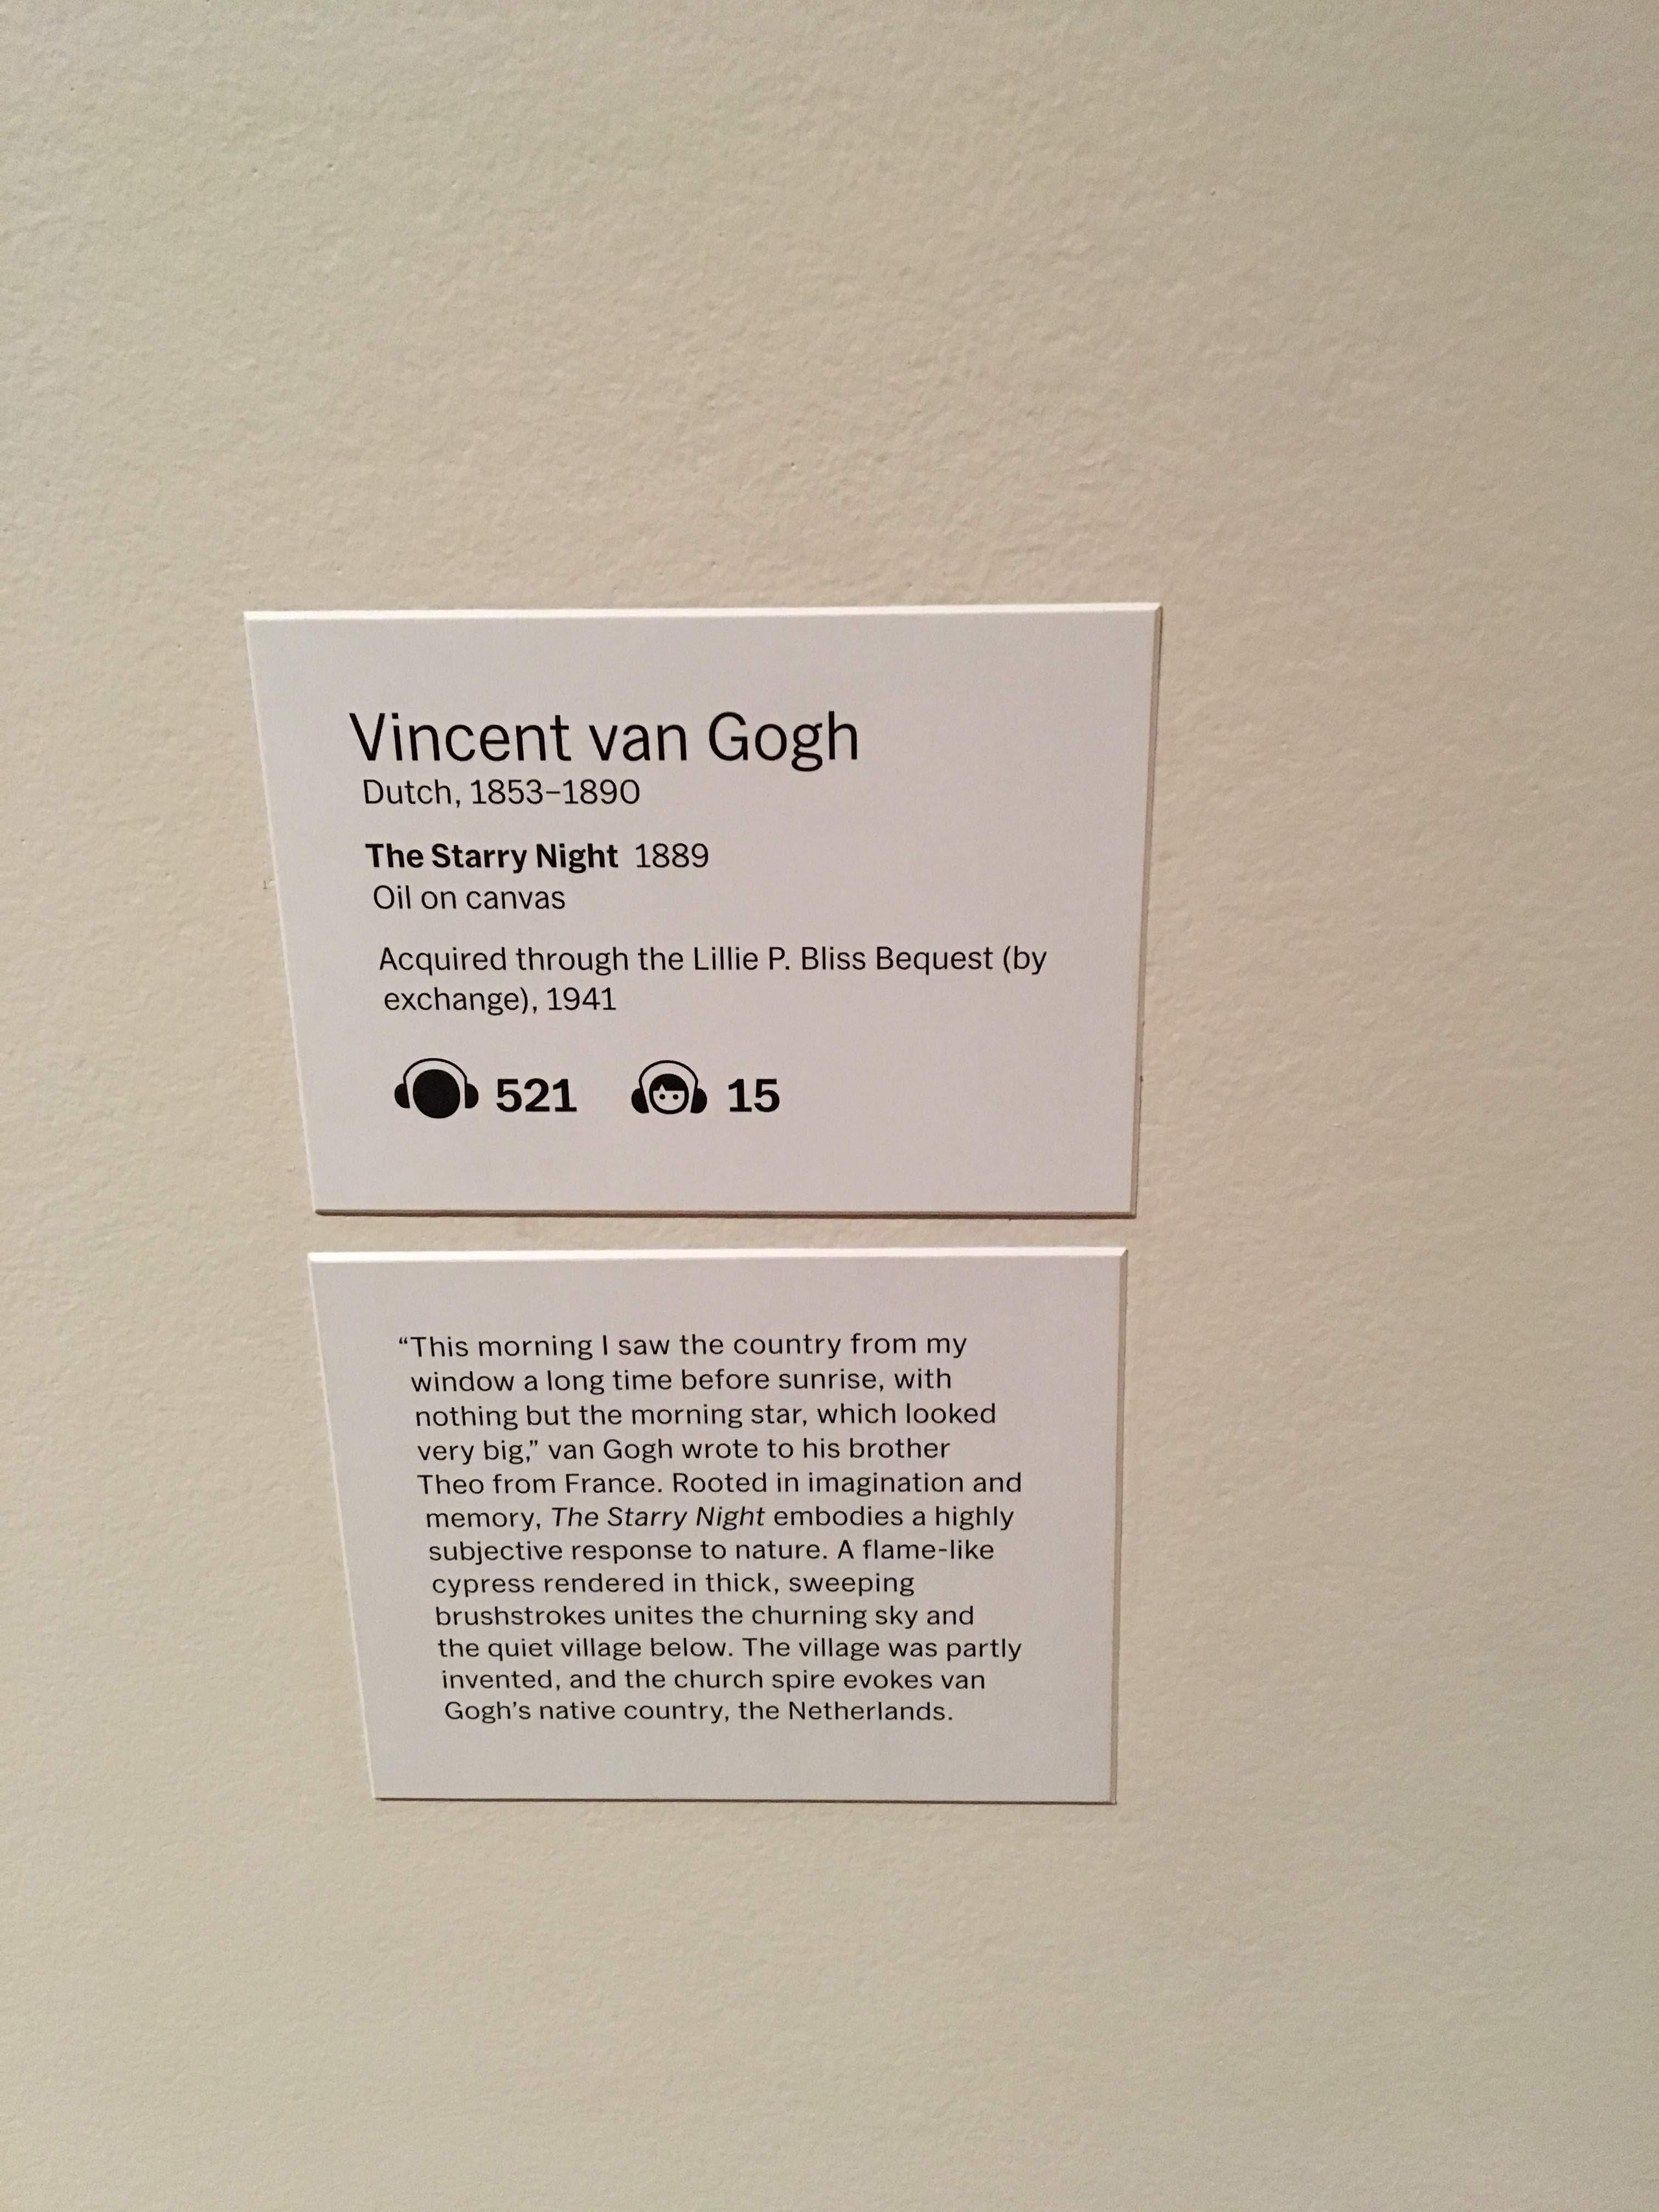 Vincent van Gogh
Dutch, 1853–1890
The Starry Night 1889
Oil on canvas
Acquired through the Lillie P. Bliss Bequest (by
exchange), 1941
521 15
“This morning I saw the country from my
window a long time before sunrise, with
nothing but the morning star, which looked
very big,” van Gogh wrote to his brother
Theo from France. Rooted in imagination and
memory, The Starry Night embodies a highly
subjective response to nature. A flame-like
cypress rendered in thick, sweeping
brushstrokes unites the churning sky and
the quiet village below. The village was partly
invented, and the church spire evokes van
Gogh’s native country, the Netherlands.